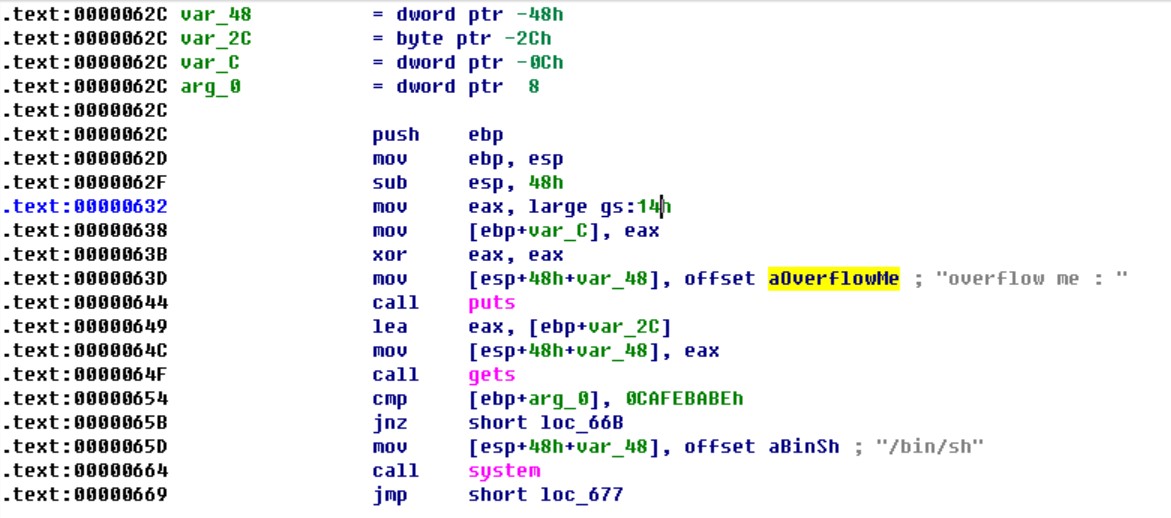 .text:0000062C var_48 = dword ptr -48h
.text:0000062C var_2C = byte ptr -2Ch
.text:0000062C var_C = dword ptr -0Ch
.text:0000062C arg_0 = dword ptr 8
.text:0000062C
.text:0000062C push ebp
.text:0000062D mov ebp, esp
.text:0000062F sub esp, 48h
.text:00000632 mov eax, large gs:14h
.text:00000638 mov [ebp+var_C], eax
.text:0000063B xor eax, eax
.text:0000063D mov [esp+48h+var_48], offset aOverflowMe ; "overflow me : "
.text:00000644 call puts
.text:00000649 lea eax, [ebp+var_2C]
.text:0000064C mov [esp+48h+var_48], eax
.text:0000064F call gets
.text:00000654 cmp [ebp+arg_0], 0CAFEBABEh
.text:0000065B jnz short loc_66B
.text:0000065D mov [esp+48h+var_48], offset aBinSh ; "/bin/sh"
.text:00000664 call system
.text:00000669 jmp short loc_677